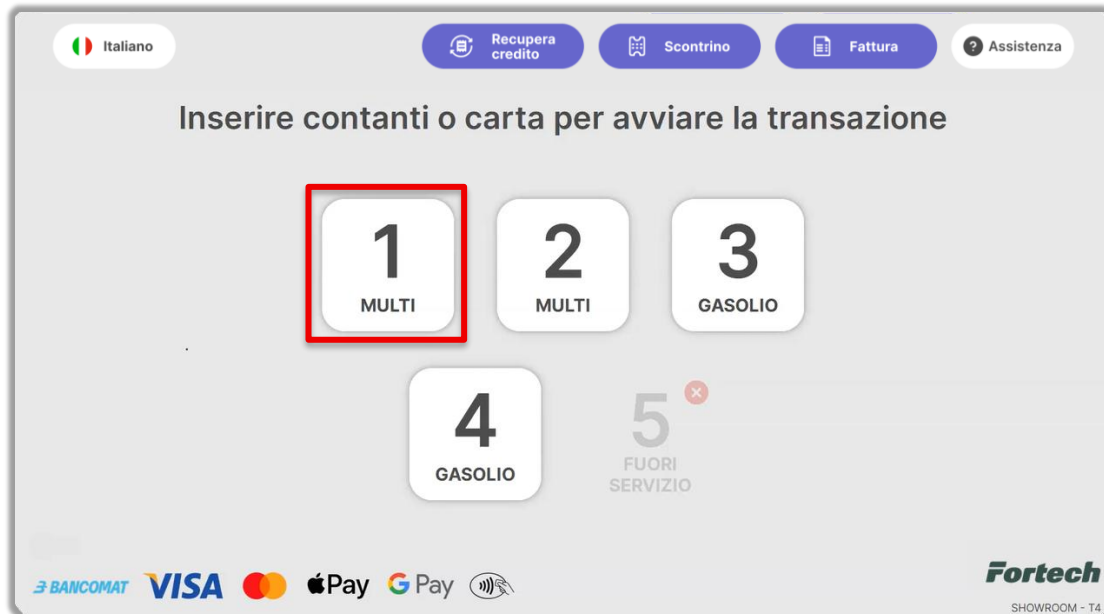 Italiano
Recupera
credito
Scontrino
Fattura
? Assistenza
Inserire contanti o carta per avviare la transazione
1
MULTI
2
MULTI
3
GASOLIO
4
GASOLIO
5
FUORI
SERVIZIO
BANCOMAT VISA Pay G Pay
Fortech
SHOWROOM - T4